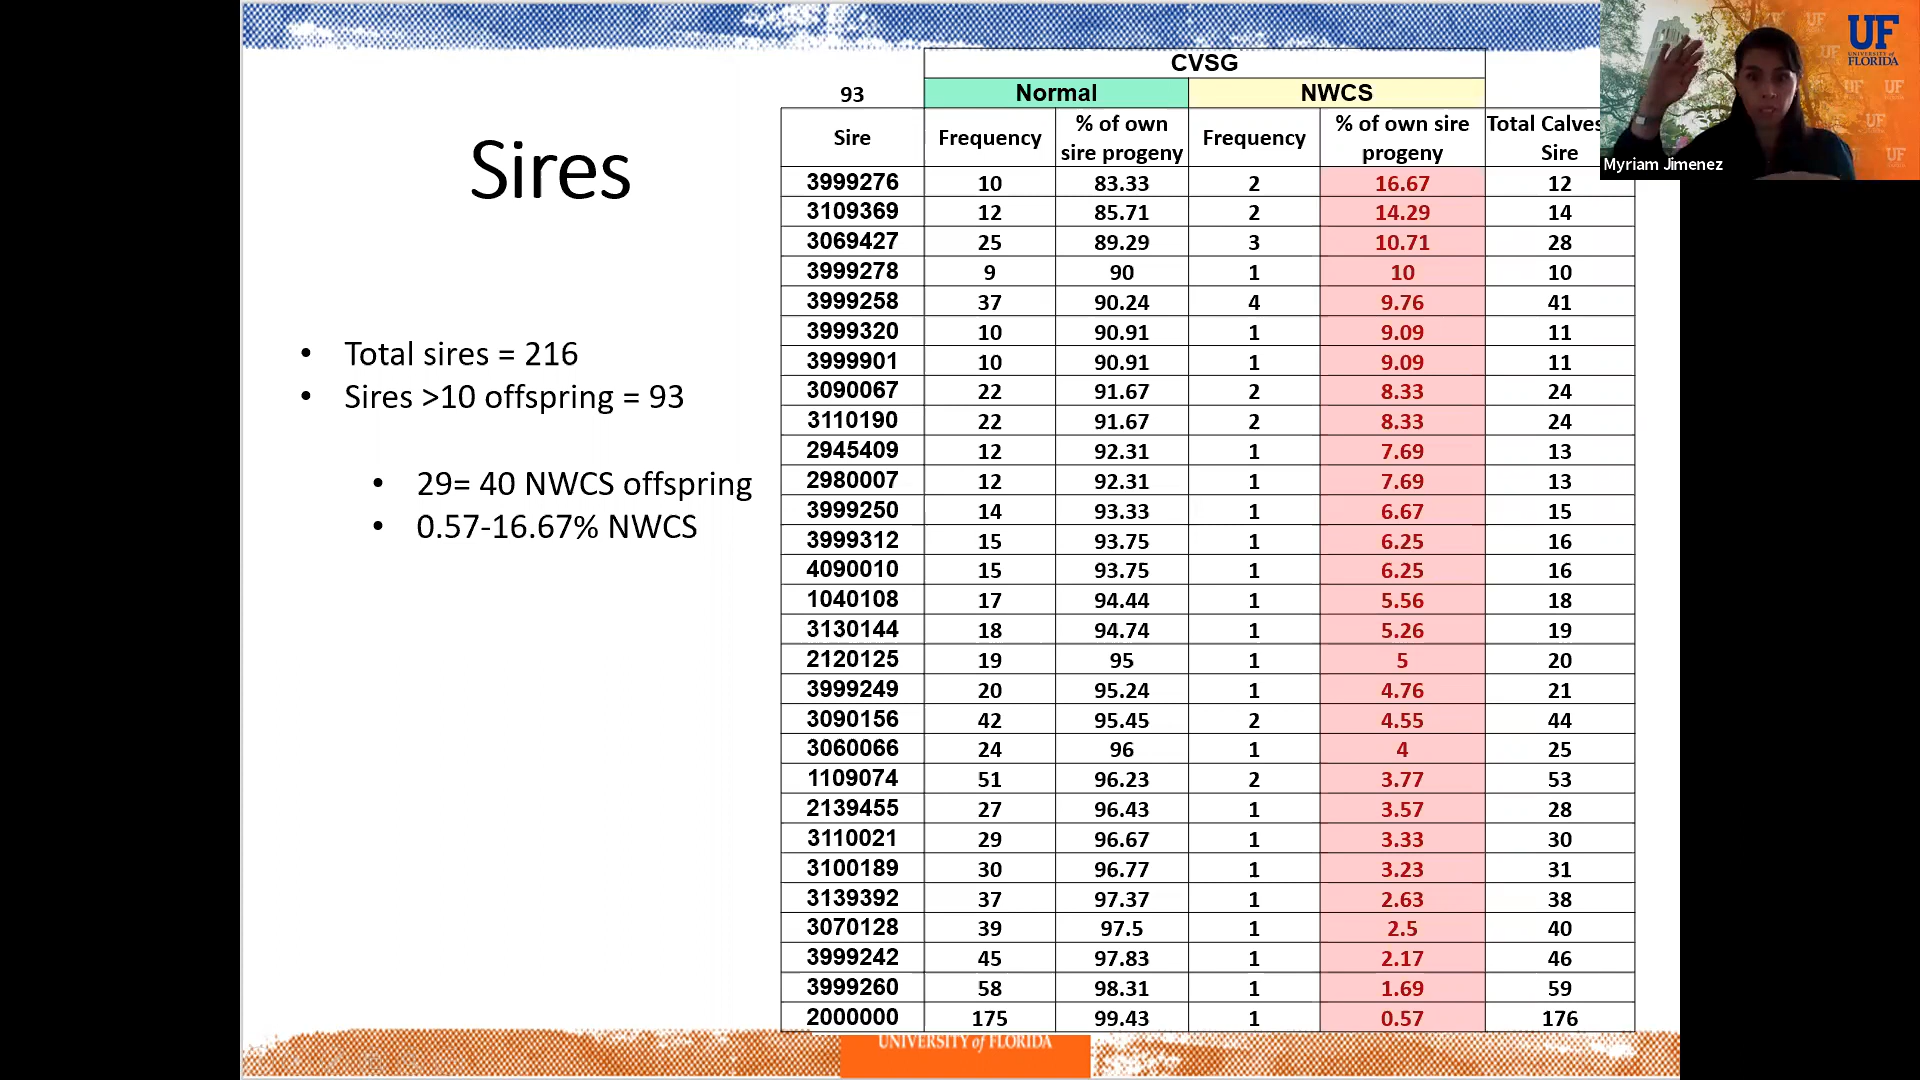 Sires
• Total sires = 216
• Sires >10 offspring = 93
• 29= 40 NWCS offspring
• 0.57-16.67% NWCS
CVSG
93 Normal NWCS
Sire Frequency % of own sire progeny Frequency % of own sire progeny Total Calves Sire
3999276 10 83.33 2 16.67 12
3109369 12 85.71 2 14.29 14
3069427 25 89.29 3 10.71 28
3999278 9 90 1 10 10
3999258 37 90.24 4 9.76 41
3999320 10 90.91 1 9.09 11
3999901 10 90.91 1 9.09 11
3090067 22 91.67 2 8.33 24
3110190 22 91.67 2 8.33 24
2945409 12 92.31 1 7.69 13
2980007 12 92.31 1 7.69 13
3999250 14 93.33 1 6.67 15
3999312 15 93.75 1 6.25 16
4090010 15 93.75 1 6.25 16
1040108 17 94.44 1 5.56 18
3130144 18 94.74 1 5.26 19
2120125 19 95 1 5 20
3999249 20 95.24 1 4.76 21
3090156 42 95.45 2 4.55 44
3060066 24 96 1 4 25
1109074 51 96.23 2 3.77 53
2139455 27 96.43 1 3.57 28
3110021 29 96.67 1 3.33 30
3100189 30 96.77 1 3.23 31
3139392 37 97.37 1 2.63 38
3070128 39 97.5 1 2.5 40
3999242 45 97.83 1 2.17 46
3999260 58 98.31 1 1.69 59
2000000 175 99.43 1 0.57 176
UNIVERSITY of FLORIDA
UF
UNIVERSITY of
FLORIDA
Myriam Jimenez